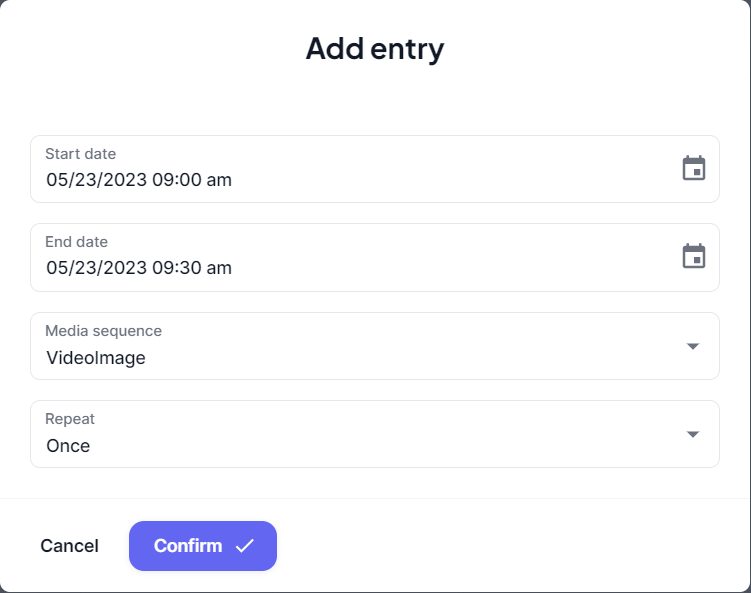 Add entry
Start date
05/23/2023 09:00 am
End date
05/23/2023 09:30 am
Media sequence
VideoImage
Repeat
Once
Cancel
Confirm